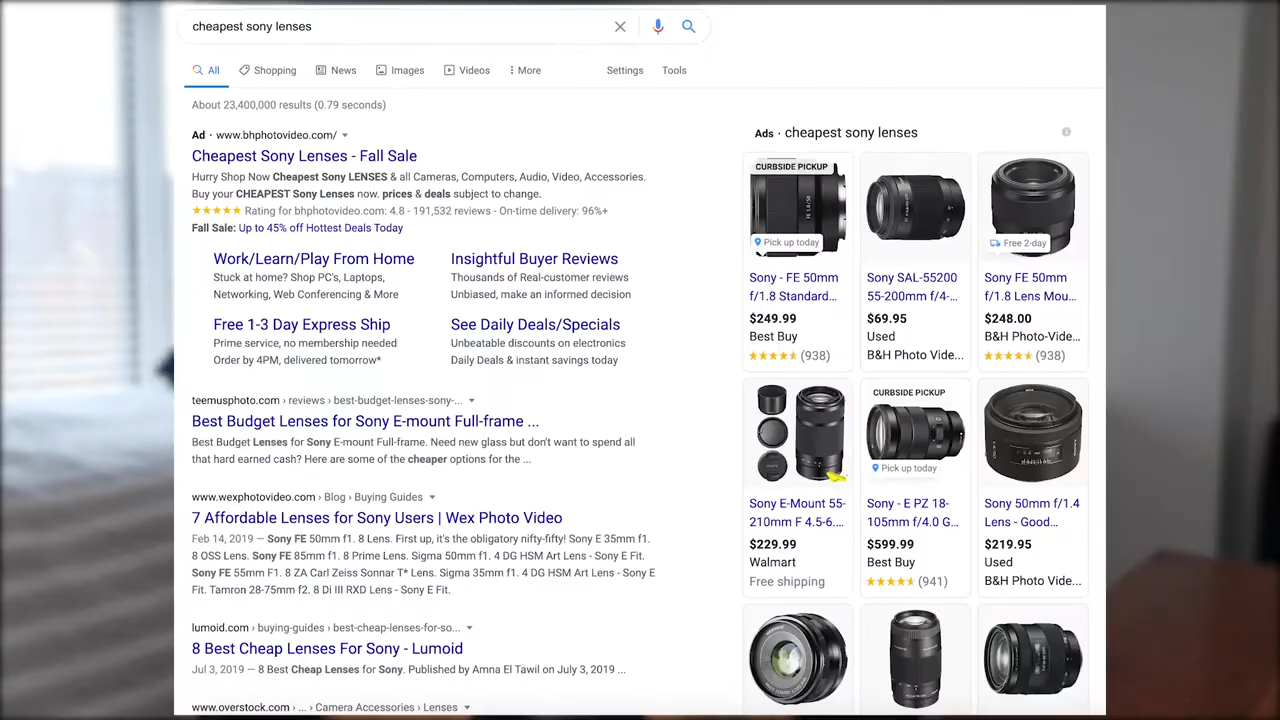 cheapest sony lenses
All
Shopping
News
Images
Videos
More
Settings
Tools
About 23,400,000 results (0.79 seconds)
Ad · www.bhphotovideo.com/
Cheapest Sony Lenses - Fall Sale
Hurry Shop Now Cheapest Sony LENSES & all Cameras, Computers, Audio, Video, Accessories.
Buy your CHEAPEST Sony Lenses now. prices & deals subject to change.
Rating for bhphotovideo.com: 4.8 - 191,532 reviews - On-time delivery: 96%+
Fall Sale: Up to 45% off Hottest Deals Today
Work/Learn/Play From Home
Stuck at home? Shop PC's, Laptops,
Networking, Web Conferencing & More
Insightful Buyer Reviews
Thousands of Real-customer reviews
Unbiased, make an informed decision
Free 1-3 Day Express Ship
Prime service, no membership needed
Order by 4PM, delivered tomorrow*
See Daily Deals/Specials
Unbeatable discounts on electronics
Daily Deals & instant savings today
teemusphoto.com › reviews › best-budget-lenses-sony-...
Best Budget Lenses for Sony E-mount Full-frame ...
Best Budget Lenses for Sony E-mount Full-frame. Need new glass but don't want to spend all
that hard earned cash? Here are some of the cheaper options for the ...
www.wexphotovideo.com › Blog › Buying Guides
7 Affordable Lenses for Sony Users | Wex Photo Video
Feb 14, 2019 — Sony FE 50mm f1. 8 Lens. First up, it's the obligatory nifty-fifty! Sony E 35mm f1.
8 OSS Lens. Sony FE 85mm f1. 8 Prime Lens. Sigma 50mm f1. 4 DG HSM Art Lens - Sony E Fit.
Sony FE 55mm F1. 8 ZA Carl Zeiss Sonnar T* Lens. Sigma 35mm f1. 4 DG HSM Art Lens - Sony E
Fit. Tamron 28-75mm f2. 8 Di III RXD Lens - Sony E Fit.
lumoid.com › buying-guides › best-cheap-lenses-for-so...
8 Best Cheap Lenses For Sony - Lumoid
Jul 3, 2019 — 8 Best Cheap Lenses for Sony. Published by Amna El Tawil on July 3, 2019 ...
www.overstock.com › ... › Camera Accessories › Lenses
Ads · cheapest sony lenses
CURBSIDE PICKUP
Pick up today
Sony - FE 50mm
f/1.8 Standard...
$249.99
Best Buy
(938)
Sony SAL-55200
55-200mm f/4-...
$69.95
Used
B&H Photo Vide...
Free 2-day
Sony FE 50mm
f/1.8 Lens Mou...
$248.00
B&H Photo-Vide...
(938)
Sony E-Mount 55-
210mm F 4.5-6....
$229.99
Walmart
Free shipping
CURBSIDE PICKUP
Pick up today
Sony - E PZ 18-
105mm f/4.0 G...
$599.99
Best Buy
(941)
Sony 50mm f/1.4
Lens - Good...
$219.95
Used
B&H Photo Vide...